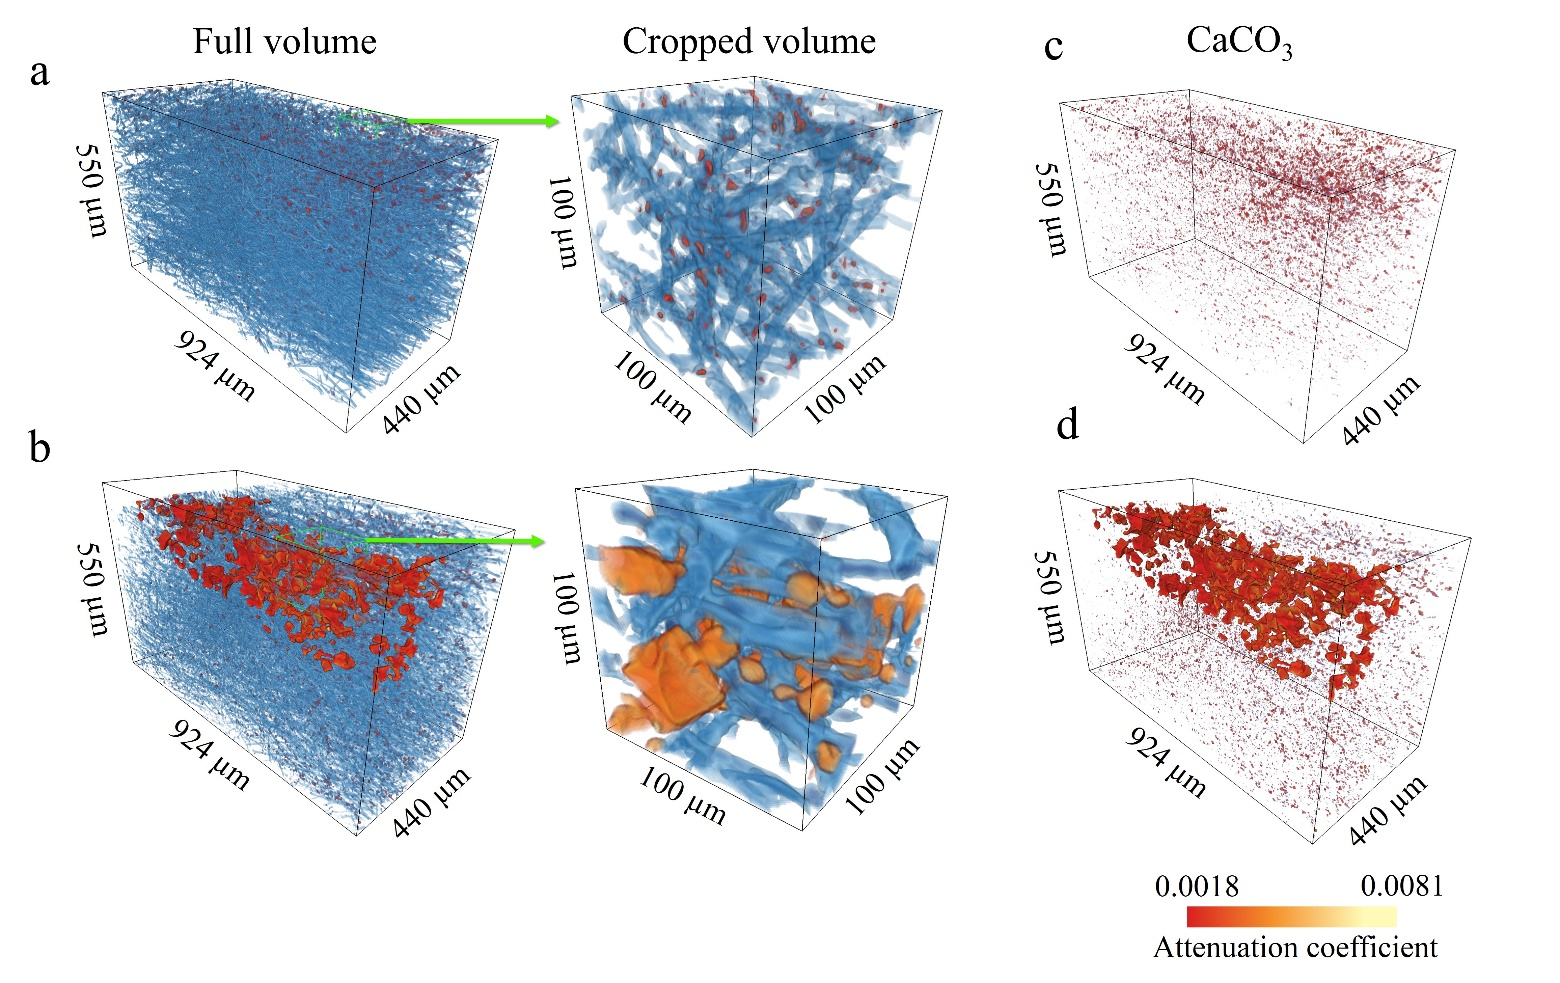 Full volume
Cropped volume
CaCO₃
a
550 µm
924 µm
440 µm
100 µm
100 µm
100 µm
c
550 µm
924 µm
440 µm
b
550 µm
924 µm
440 µm
100 µm
100 µm
100 µm
d
550 µm
924 µm
440 µm
0.0018
0.0081
Attenuation coefficient